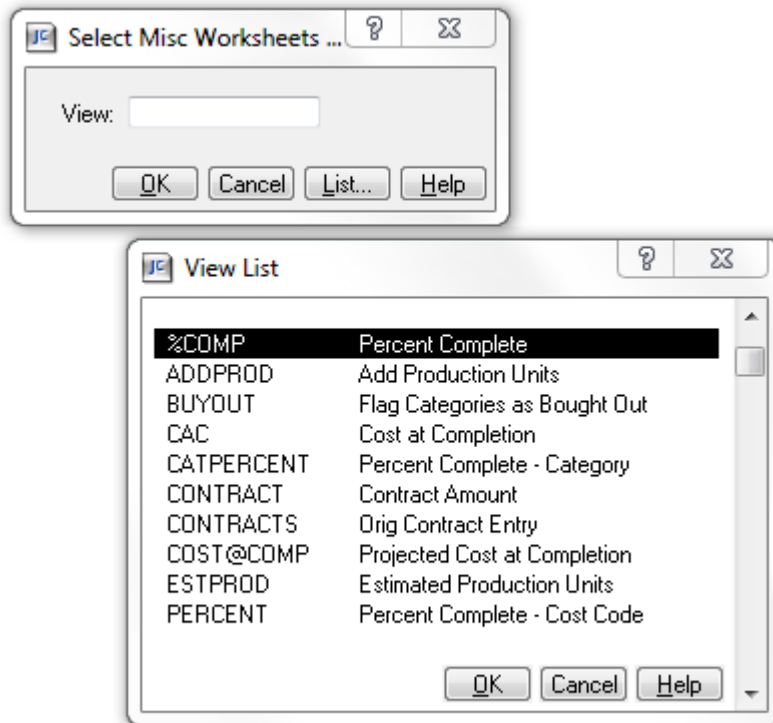 JC Select Misc Worksheets ... ?
View:
OK Cancel List... Help
JC View List ?
%COMP Percent Complete
ADDPROD Add Production Units
BUYOUT Flag Categories as Bought Out
CAC Cost at Completion
CATPERCENT Percent Complete - Category
CONTRACT Contract Amount
CONTRACTS Orig Contract Entry
COST@COMP Projected Cost at Completion
ESTPROD Estimated Production Units
PERCENT Percent Complete - Cost Code
OK Cancel Help